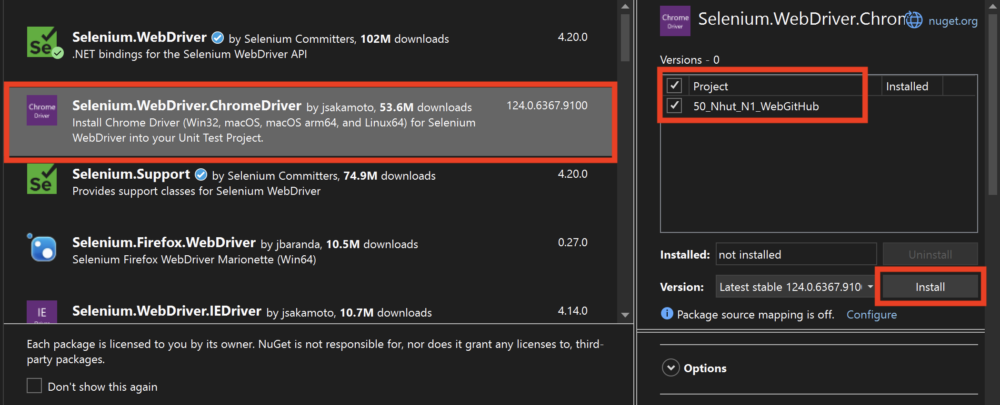 Selenium.WebDriver by Selenium Committers, 102M downloads 4.20.0
.NET bindings for the Selenium WebDriver API
Se
Chrome
Driver
Selenium.WebDriver.ChromeDriver by jsakamoto, 53.6M downloads 124.0.6367.9100
Install Chrome Driver (Win32, macOS, macOS arm64, and Linux64) for Selenium
WebDriver into your Unit Test Project.
Se
Selenium.Support by Selenium Committers, 74.9M downloads 4.20.0
Provides support classes for Selenium WebDriver
Selenium.Firefox.WebDriver by jbaranda, 10.5M downloads 0.27.0
Selenium Firefox WebDriver Marionette (Win64)
IE
Driver
Selenium.WebDriver.IEDriver by jsakamoto, 10.7M downloads 4.14.0
Each package is licensed to you by its owner. NuGet is not responsible for, nor does it grant any licenses to, third-
party packages.
Don't show this again
Chrome
Driver
Selenium.WebDriver.Chrom nuget.org
Versions - 0
Project Installed
50_Nhut_N1_WebGitHub
Installed: not installed Uninstall
Version: Latest stable 124.0.6367.910 Install
Package source mapping is off. Configure
Options